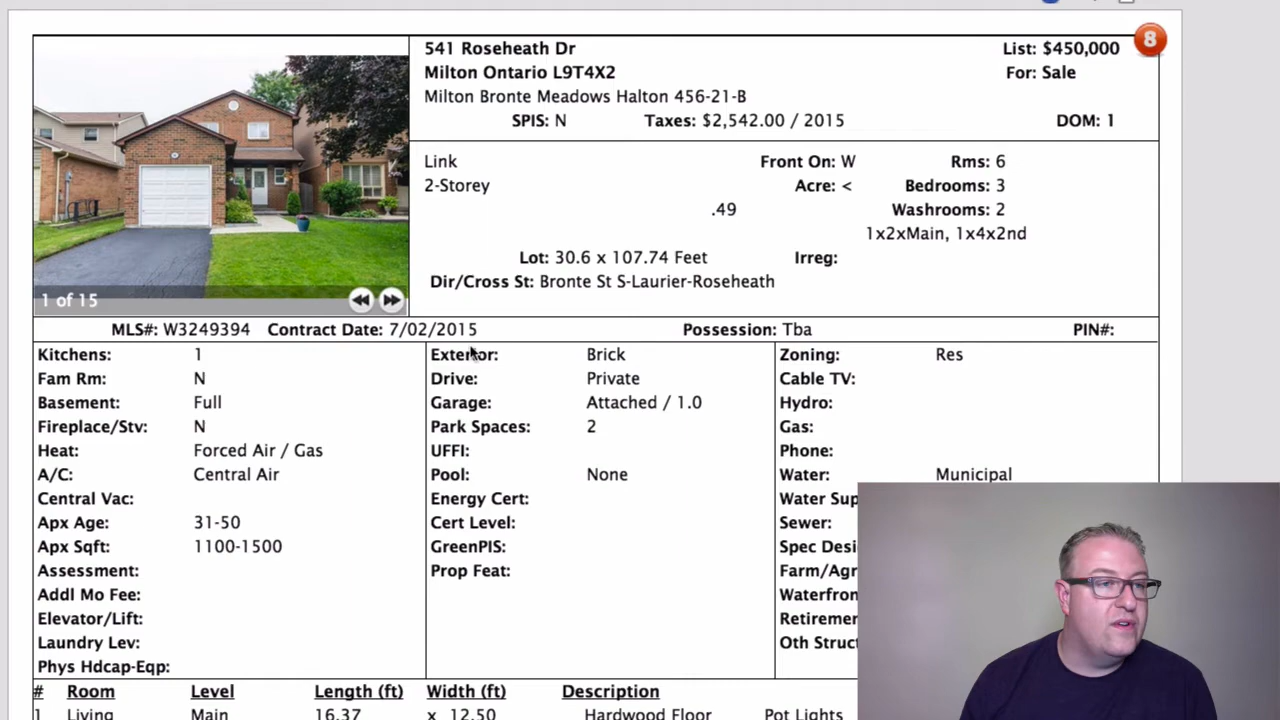 541 Roseheath Dr
List: $450,000
8
Milton Ontario L9T4X2
For: Sale
Milton Bronte Meadows Halton 456-21-B
SPIS: N
Taxes: $2,542.00 / 2015
DOM: 1
Link
Front On: W
Rms: 6
2-Storey
Acre: <
Bedrooms: 3
.49
Washrooms: 2
1x2xMain, 1x4x2nd
Lot: 30.6 x 107.74 Feet
Irreg:
Dir/Cross St: Bronte St S-Laurier-Roseheath
1 of 15
MLS#: W3249394 Contract Date: 7/02/2015 Possession: Tba PIN#:
Kitchens: 1
Fam Rm: N
Basement: Full
Fireplace/Stv: N
Heat: Forced Air / Gas
A/C: Central Air
Central Vac:
Apx Age: 31-50
Apx Sqft: 1100-1500
Assessment:
Addl Mo Fee:
Elevator/Lift:
Laundry Lev:
Phys Hdcap-Eqp:
Exterior: Brick
Drive: Private
Garage: Attached / 1.0
Park Spaces: 2
UFFI:
Pool: None
Energy Cert:
Cert Level:
GreenPIS:
Prop Feat:
Zoning: Res
Cable TV:
Hydro:
Gas:
Phone:
Water: Municipal
Water Sup
Sewer:
Spec Desi
Farm/Agr
Waterfron
Retiremen
Oth Struct
# Room Level Length (ft) Width (ft) Description
1 Living Main 16.37 x 12.50 Hardwood Floor Pot Lights